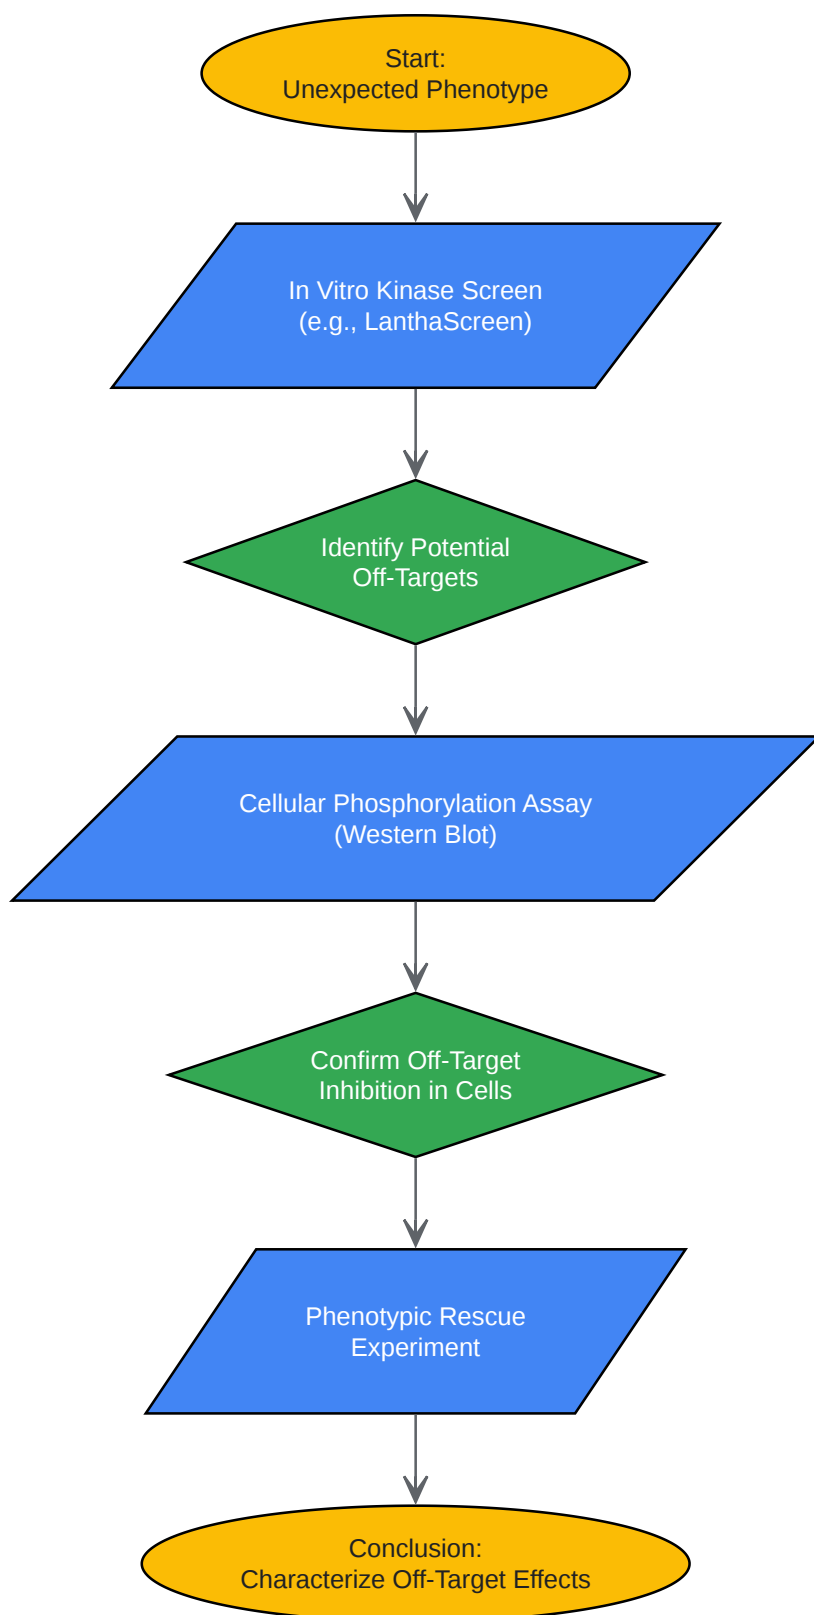 Start:
Unexpected Phenotype
In Vitro Kinase Screen
(e.g., LanthaScreen)
Identify Potential
Off-Targets
Cellular Phosphorylation Assay
(Western Blot)
Confirm Off-Target
Inhibition in Cells
Phenotypic Rescue
Experiment
Conclusion:
Characterize Off-Target Effects